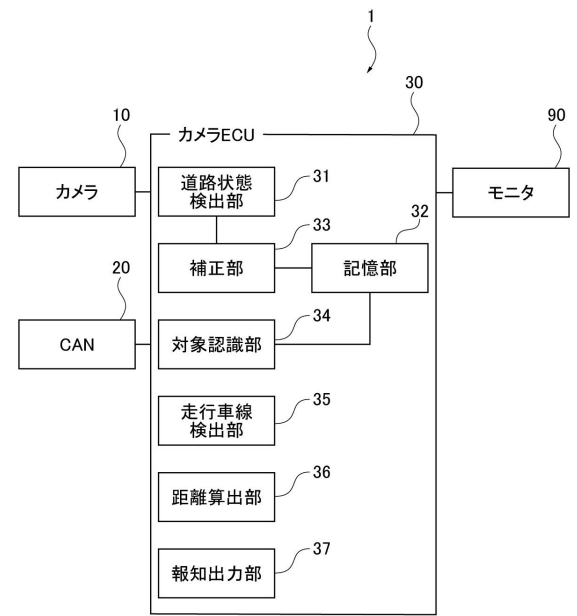 1
30
カメラECU
10
カメラ
90
モニタ
道路状態
検出部
31
33
補正部
32
記憶部
20
CAN
34
対象認識部
35
走行車線
検出部
36
距離算出部
37
報知出力部